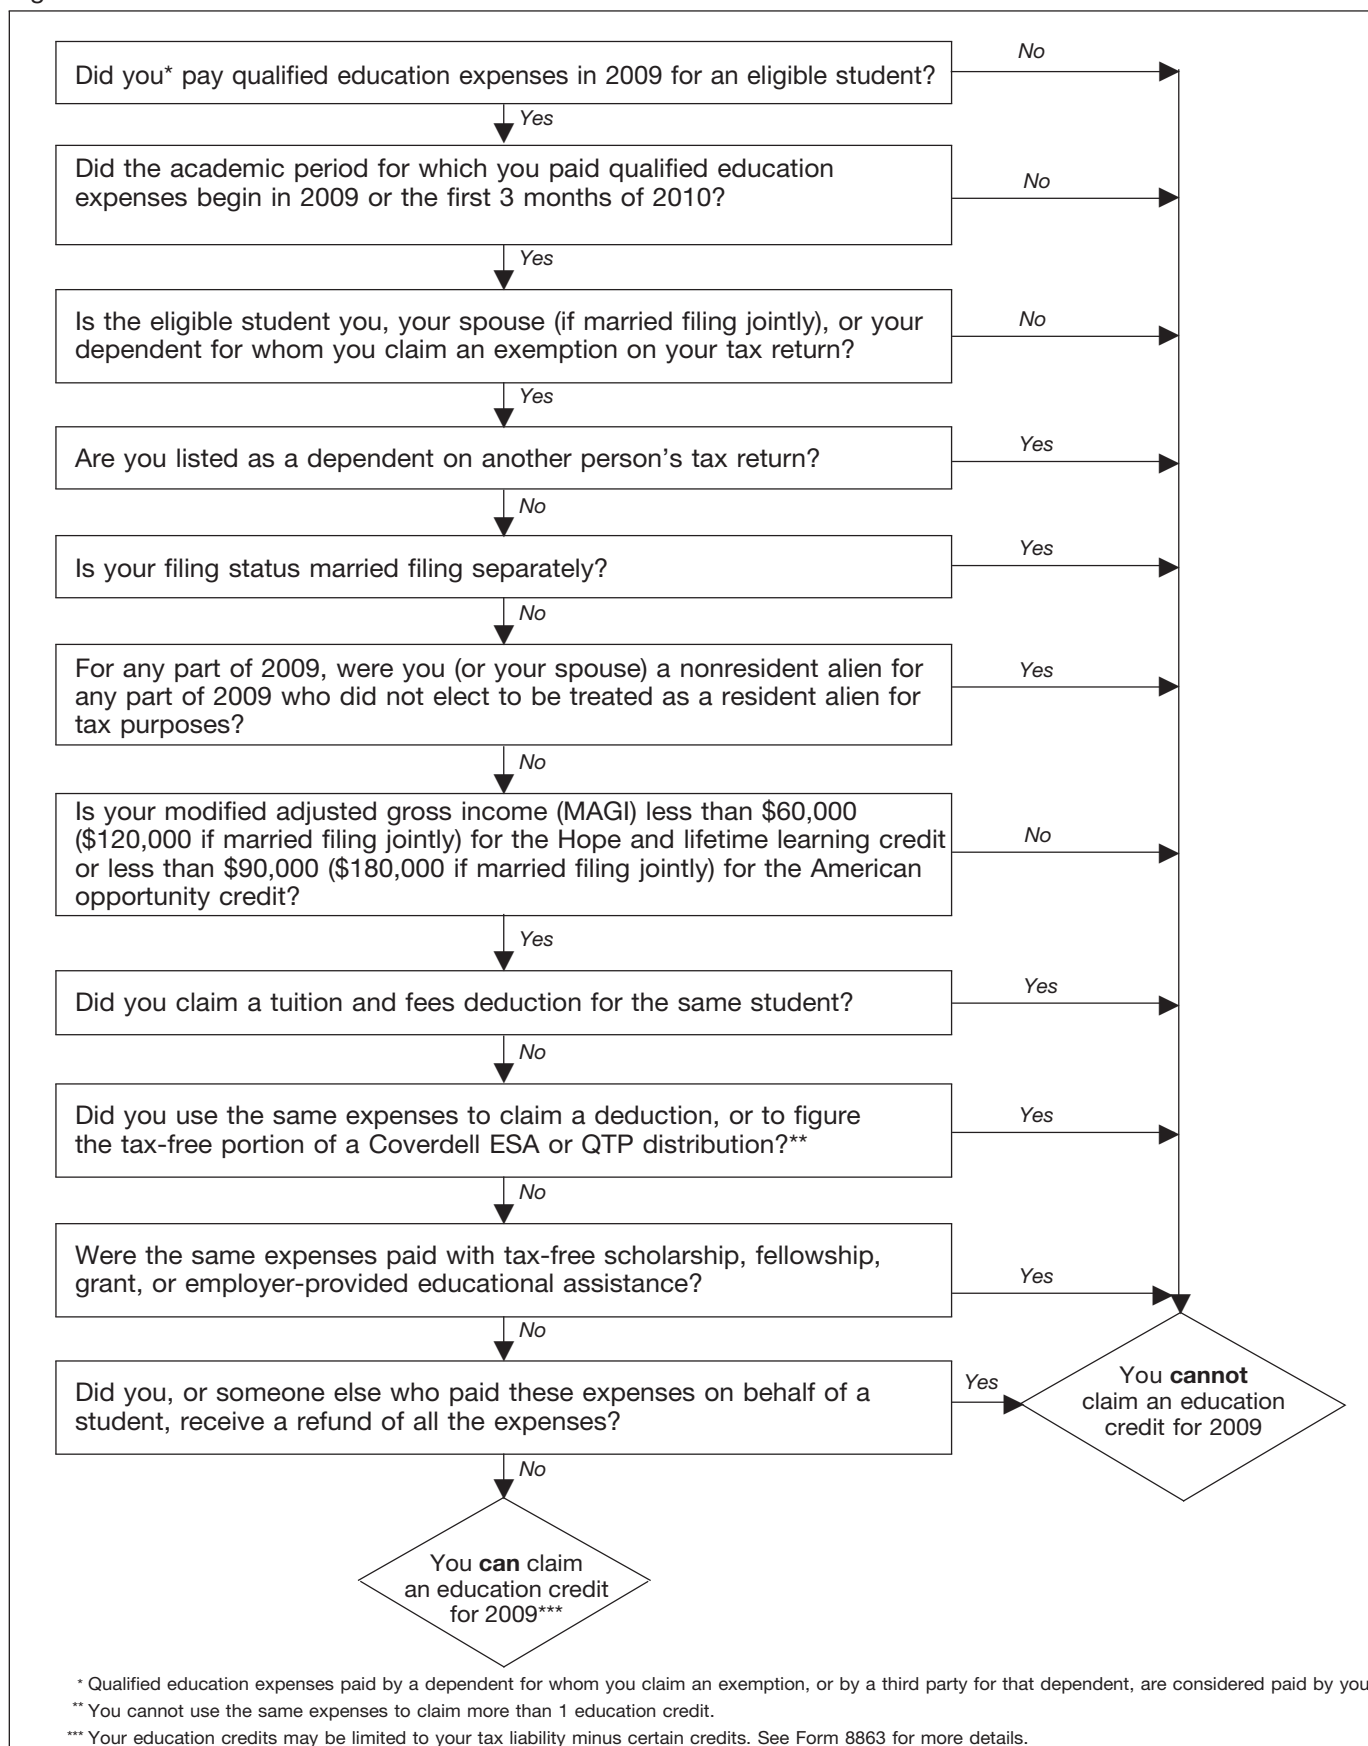 Did you* pay qualified education expenses in 2009 for an eligible student?
No
Yes
Did the academic period for which you paid qualified education
expenses begin in 2009 or the first 3 months of 2010?
No
Yes
Is the eligible student you, your spouse (if married filing jointly), or your
dependent for whom you claim an exemption on your tax return?
No
Yes
Are you listed as a dependent on another person's tax return?
Yes
No
Is your filing status married filing separately?
Yes
No
For any part of 2009, were you (or your spouse) a nonresident alien for
any part of 2009 who did not elect to be treated as a resident alien for
tax purposes?
Yes
No
Is your modified adjusted gross income (MAGI) less than $60,000
($120,000 if married filing jointly) for the Hope and lifetime learning credit
or less than $90,000 ($180,000 if married filing jointly) for the American
opportunity credit?
No
Yes
Did you claim a tuition and fees deduction for the same student?
Yes
No
Did you use the same expenses to claim a deduction, or to figure
the tax-free portion of a Coverdell ESA or QTP distribution?**
Yes
No
Were the same expenses paid with tax-free scholarship, fellowship,
grant, or employer-provided educational assistance?
Yes
No
Did you, or someone else who paid these expenses on behalf of a
student, receive a refund of all the expenses?
Yes
You cannot
claim an education
credit for 2009
No
You can claim
an education credit
for 2009***
* Qualified education expenses paid by a dependent for whom you claim an exemption, or by a third party for that dependent, are considered paid by you
** You cannot use the same expenses to claim more than 1 education credit.
*** Your education credits may be limited to your tax liability minus certain credits. See Form 8863 for more details.